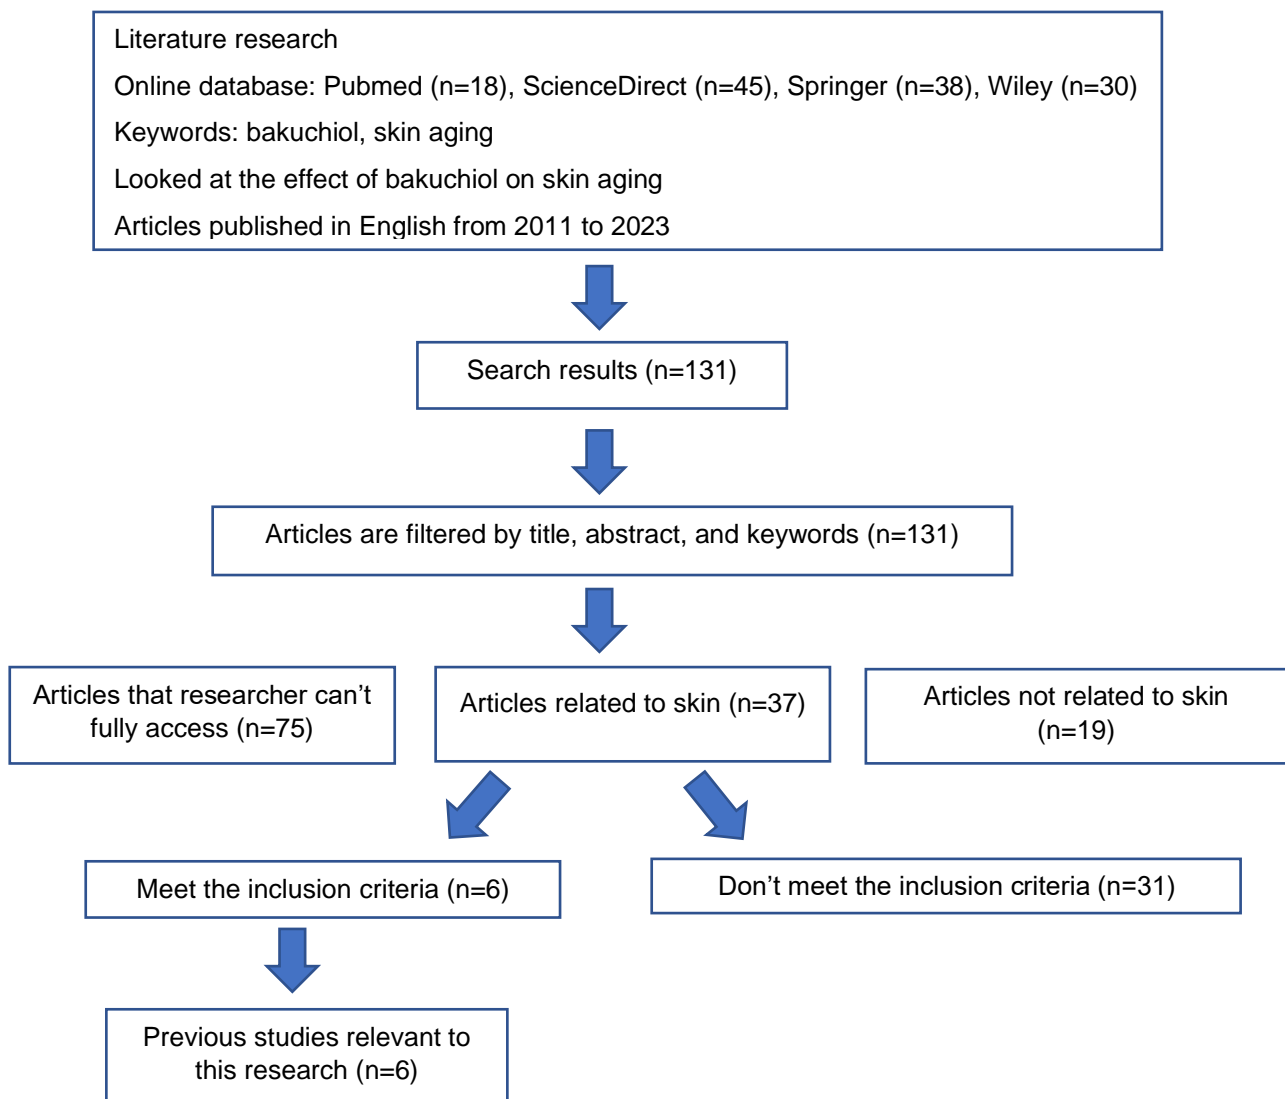 Literature research
Online database: Pubmed (n=18), ScienceDirect (n=45), Springer (n=38), Wiley (n=30)
Keywords: bakuchiol, skin aging
Looked at the effect of bakuchiol on skin aging
Articles published in English from 2011 to 2023
Search results (n=131)
Articles are filtered by title, abstract, and keywords (n=131)
Articles that researcher can’t
fully access (n=75)
Articles related to skin (n=37)
Articles not related to skin
(n=19)
Meet the inclusion criteria (n=6)
Don’t meet the inclusion criteria (n=31)
Previous studies relevant to
this research (n=6)